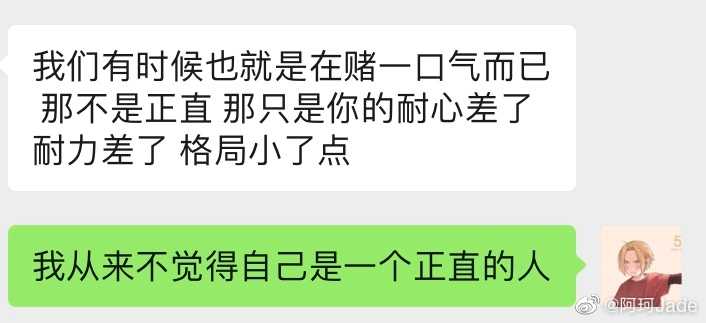 我们有时候也就是在赌一口气而已
那不是正直 那只是你的耐心差了
耐力差了 格局小了点
我从来不觉得自己是一个正直的人
5
@阿珂Jade